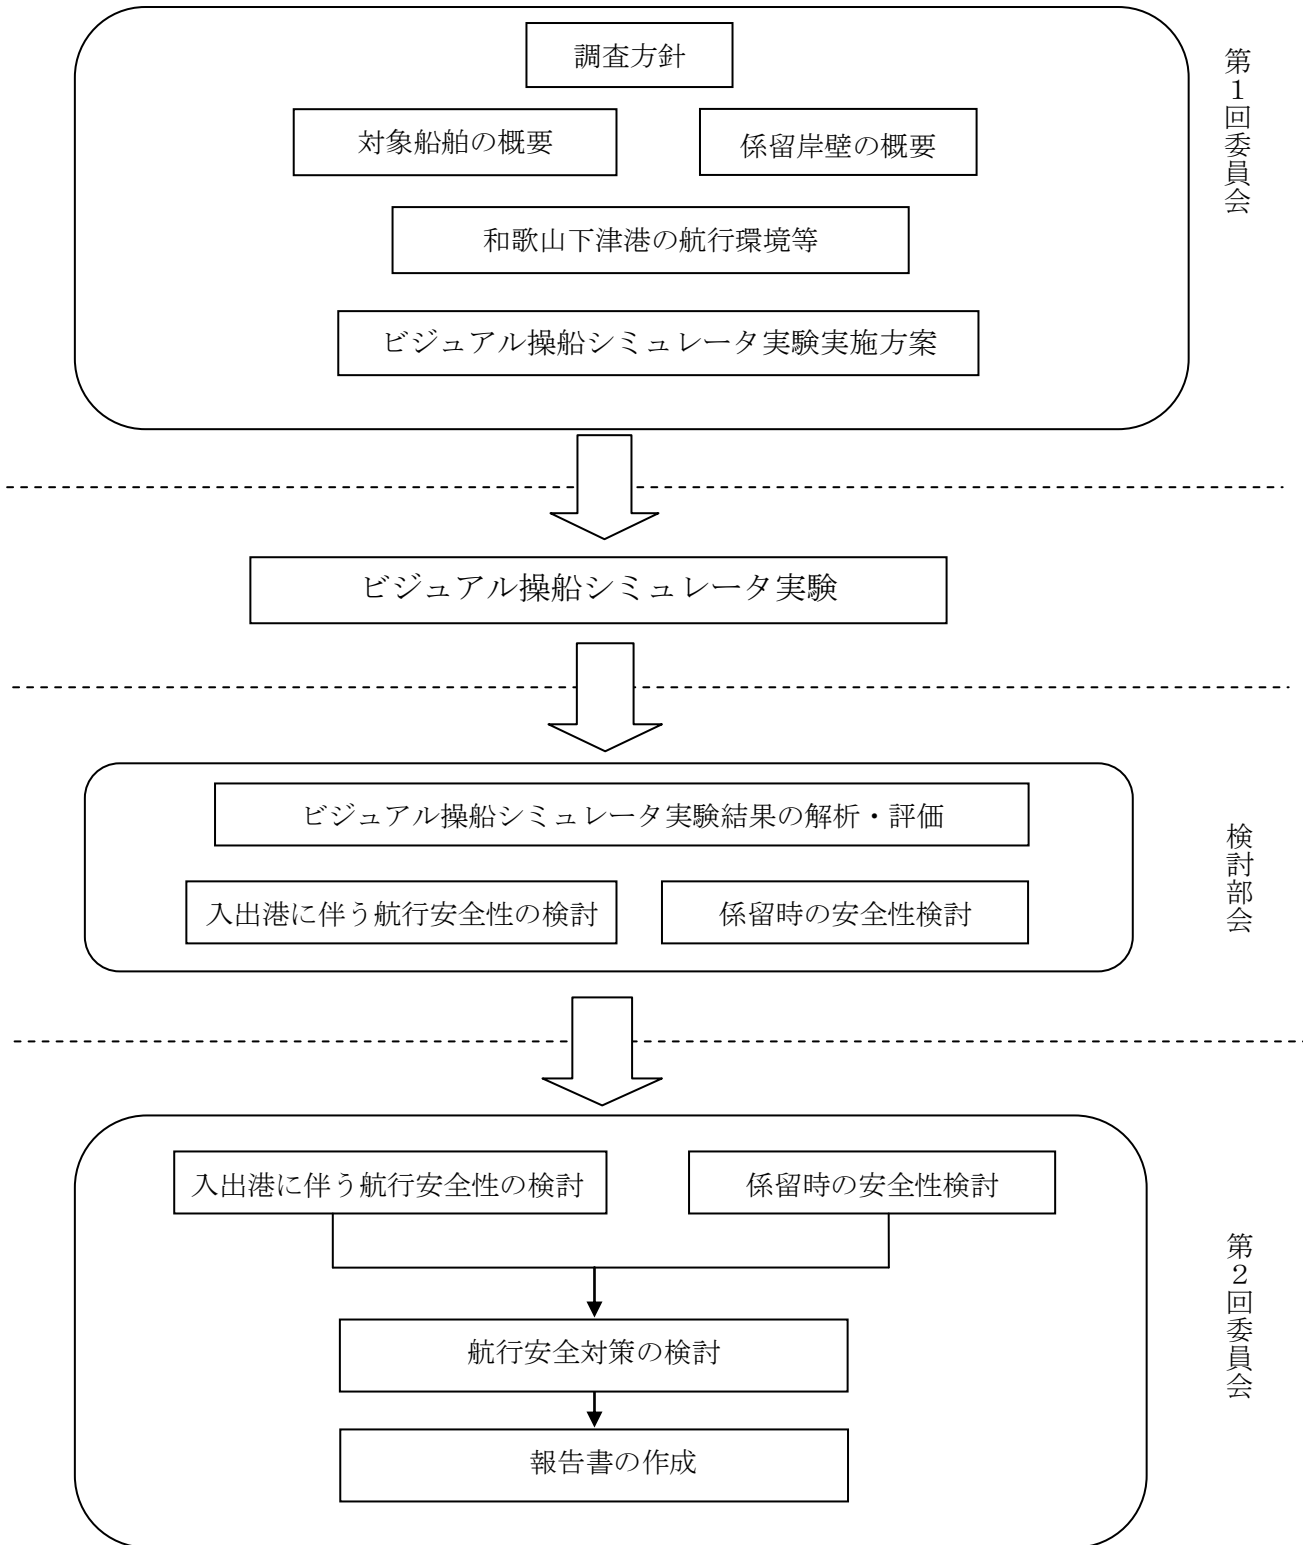 調査方針
対象船舶の概要
係留岸壁の概要
和歌山下津港の航行環境等
ビジュアル操船シミュレータ実験実施方案
第1回委員会
ビジュアル操船シミュレータ実験
ビジュアル操船シミュレータ実験結果の解析・評価
入出港に伴う航行安全性の検討
係留時の安全性検討
検討部会
入出港に伴う航行安全性の検討
係留時の安全性検討
航行安全対策の検討
報告書の作成
第2回委員会